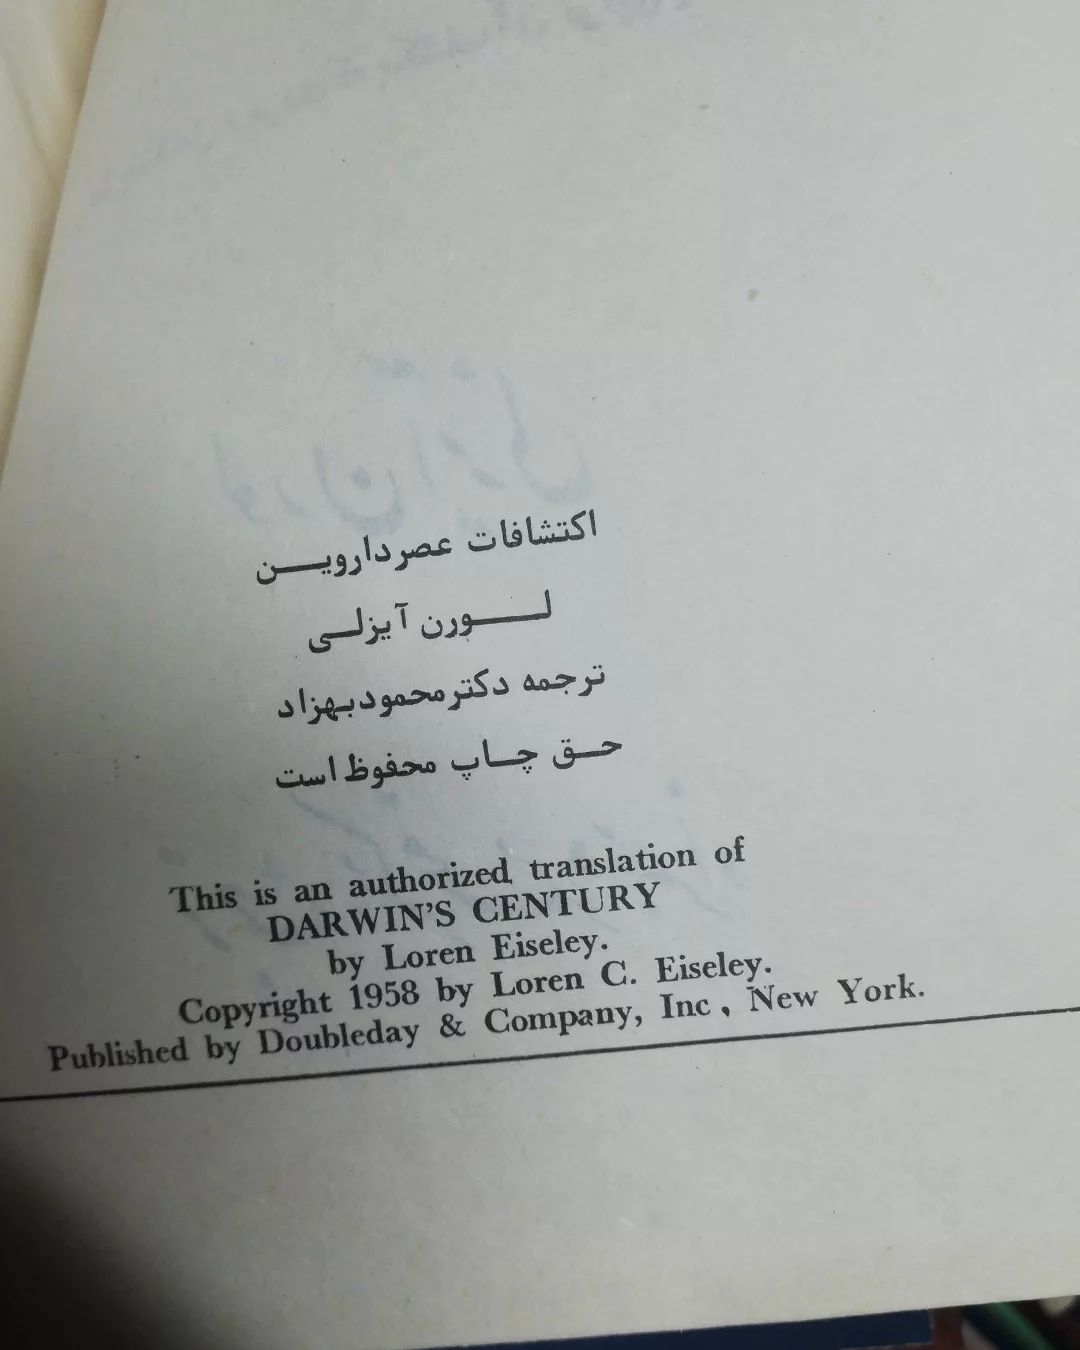 اکتشافات عصر داروین
لورن آیزلی
ترجمه دکتر محمود بهزاد
حق چاپ محفوظ است
This is an authorized translation of
DARWIN'S CENTURY
by Loren Eiseley.
Copyright 1958 by Loren C. Eiseley.
Published by Doubleday & Company, Inc , New York.